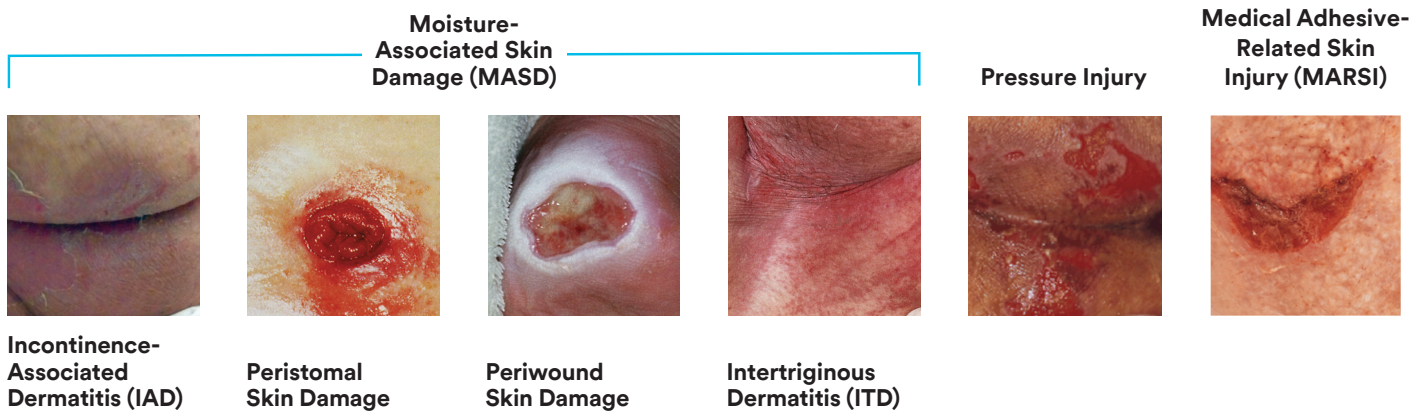 Moisture-
Associated Skin
Damage (MASD)
Pressure Injury
Medical Adhesive-
Related Skin
Injury (MARSI)
Incontinence-
Associated
Dermatitis (IAD)
Peristomal
Skin Damage
Periwound
Skin Damage
Intertriginous
Dermatitis (ITD)